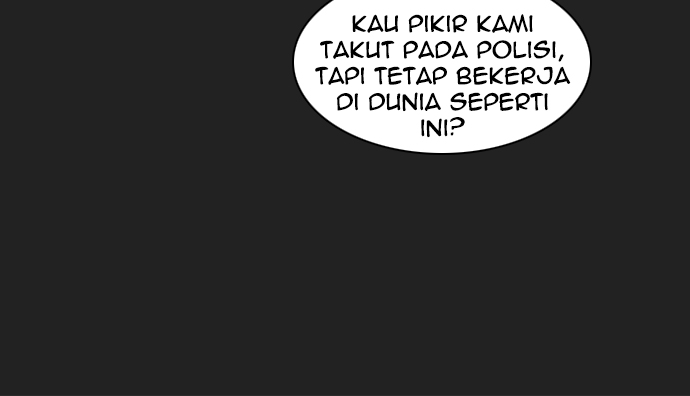 KAU PIKIR KAMI
TAKUT PADA POLISI,
TAPI TETAP BEKERJA
DI DUNIA SEPERTI
INI?